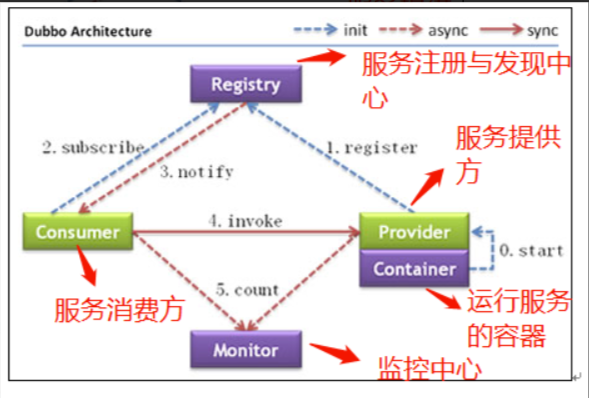 Dubbo Architecture
init
async
sync
Registry
服务注册与发现中
心
2. subscribe
3. notify
1. register
服务提供
方
Consumer
4. invoke
Provider
Container
0. start
服务消费方
5. count
运行服务
的容器
Monitor
监控中心